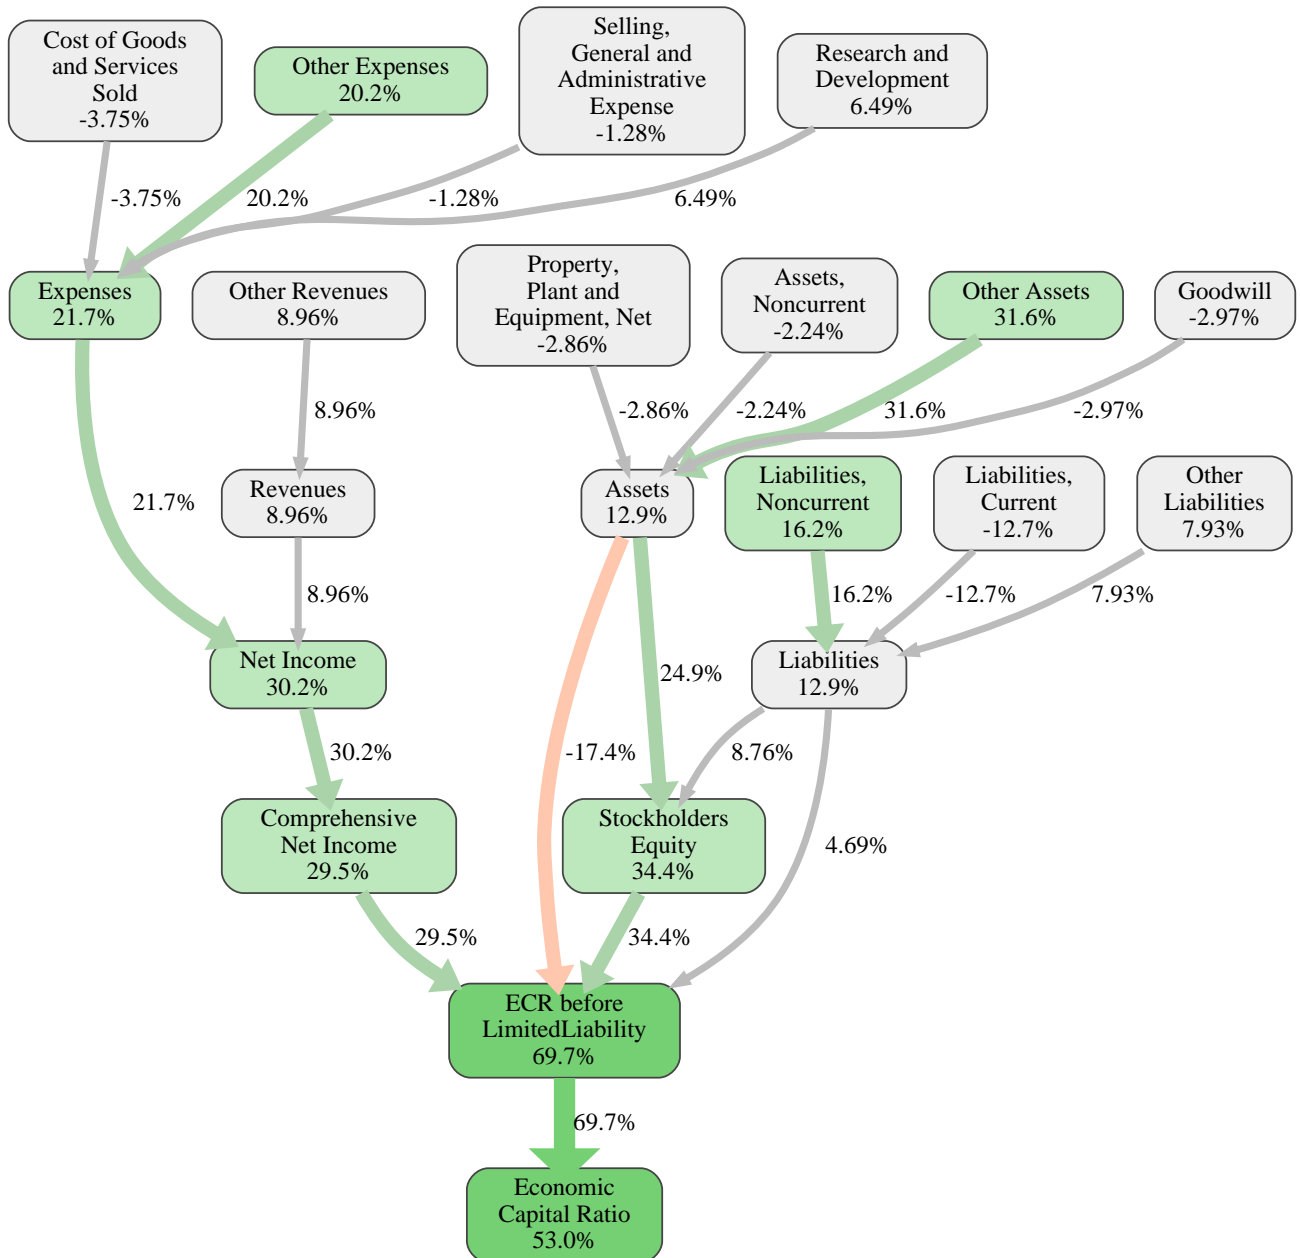 Cost of Goods
and Services
Sold
-3.75%
Other Expenses
20.2%
Selling,
General and
Administrative
Expense
-1.28%
Research and
Development
6.49%
-3.75%
20.2%
-1.28%
6.49%
Expenses
21.7%
Other Revenues
8.96%
Property,
Plant and
Equipment, Net
-2.86%
Assets,
Noncurrent
-2.24%
Other Assets
31.6%
Goodwill
-2.97%
8.96%
-2.86%
-2.24%
31.6%
-2.97%
21.7%
Revenues
8.96%
Assets
12.9%
Liabilities,
Noncurrent
16.2%
Liabilities,
Current
-12.7%
Other
Liabilities
7.93%
8.96%
16.2%
-12.7%
7.93%
Net Income
30.2%
24.9%
Liabilities
12.9%
30.2%
-17.4%
8.76%
Comprehensive
Net Income
29.5%
Stockholders
Equity
34.4%
4.69%
29.5%
34.4%
ECR before
LimitedLiability
69.7%
69.7%
Economic
Capital Ratio
53.0%